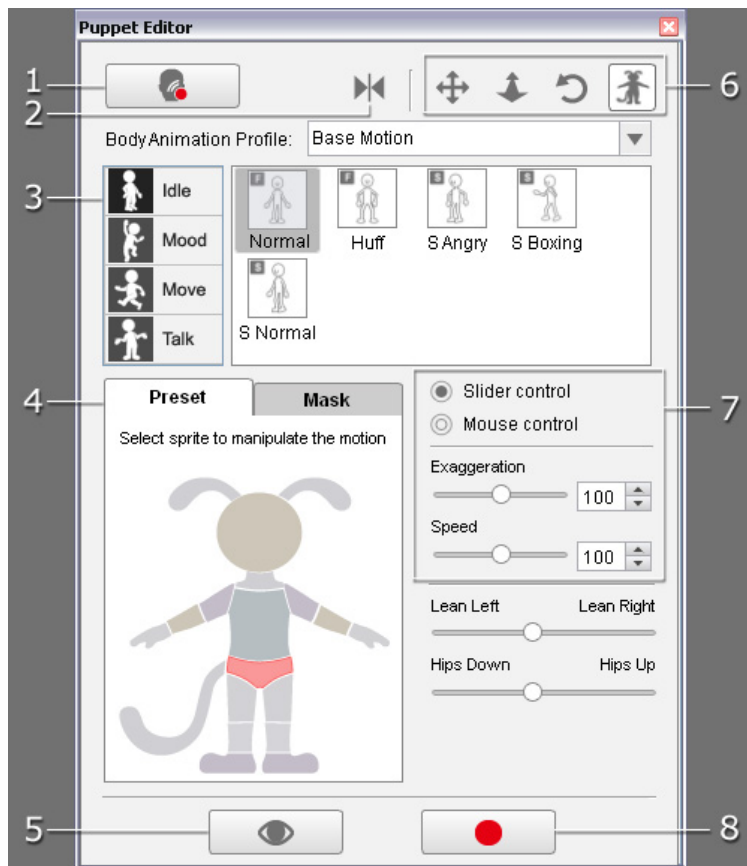 Puppet Editor
1
2
6
Body Animation Profile: Base Motion
3
Idle
Mood
Move
Talk
F
Normal
F
Huff
S
S Angry
S
S Boxing
S
S Normal
4
Preset
Mask
Select sprite to manipulate the motion
Slider control
Mouse control
7
Exaggeration
100
Speed
100
Lean Left Lean Right
Hips Down Hips Up
5
8